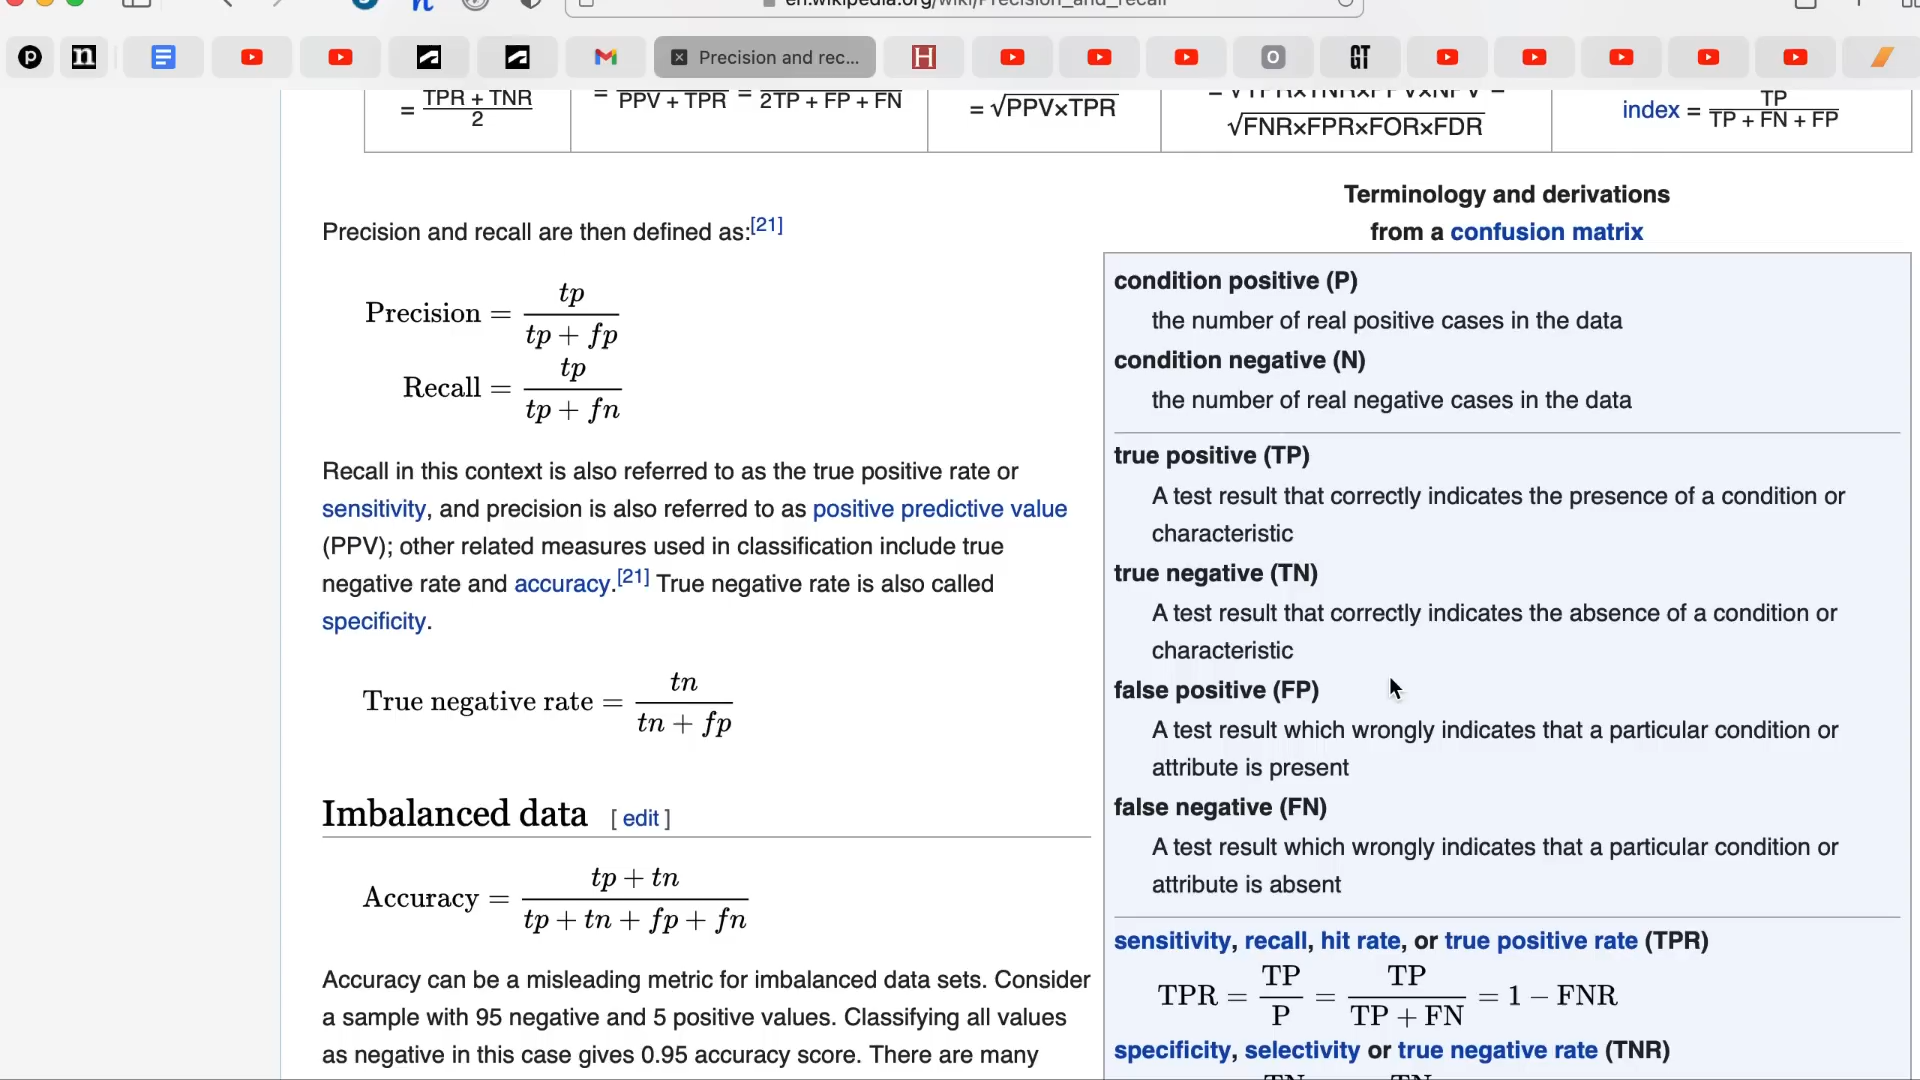 en.wikipedia.org/wiki/Precision_and_recall
Precision and rec...
= TPR + TNR / 2
= PPV + TPR = 2TP + FP + FN
= √PPV×TPR
= √TPR×TNR×PPV×NPV −
√FNR×FPR×FOR×FDR
index = TP / TP + FN + FP
Precision and recall are then defined as:[21]
Precision = tp / tp + fp
Recall = tp / tp + fn
Recall in this context is also referred to as the true positive rate or
sensitivity, and precision is also referred to as positive predictive value
(PPV); other related measures used in classification include true
negative rate and accuracy.[21] True negative rate is also called
specificity.
True negative rate = tn / tn + fp
Imbalanced data [ edit ]
Accuracy = tp + tn / tp + tn + fp + fn
Accuracy can be a misleading metric for imbalanced data sets. Consider
a sample with 95 negative and 5 positive values. Classifying all values
as negative in this case gives 0.95 accuracy score. There are many
Terminology and derivations
from a confusion matrix
condition positive (P)
the number of real positive cases in the data
condition negative (N)
the number of real negative cases in the data
true positive (TP)
A test result that correctly indicates the presence of a condition or
characteristic
true negative (TN)
A test result that correctly indicates the absence of a condition or
characteristic
false positive (FP)
A test result which wrongly indicates that a particular condition or
attribute is present
false negative (FN)
A test result which wrongly indicates that a particular condition or
attribute is absent
sensitivity, recall, hit rate, or true positive rate (TPR)
TPR = TP / P = TP / TP + FN = 1 − FNR
specificity, selectivity or true negative rate (TNR)